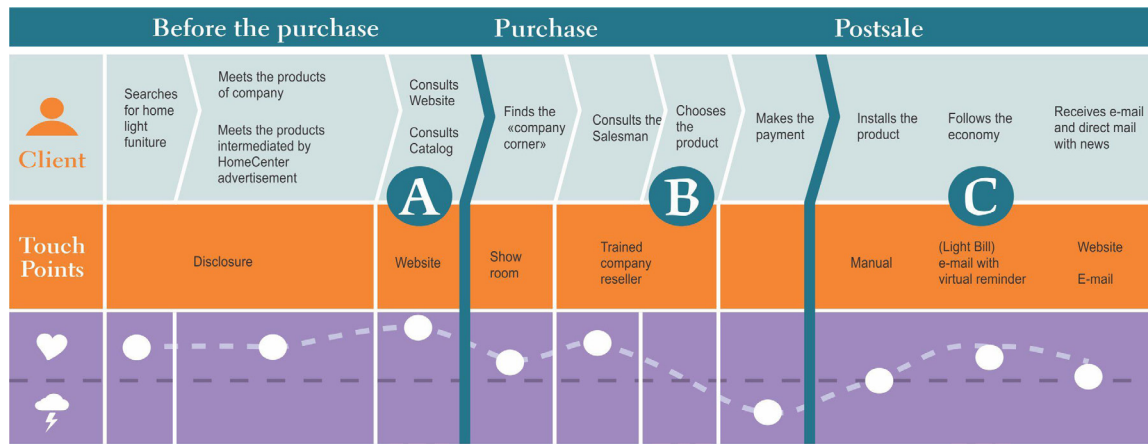 Before the purchase
Purchase
Postsale
Client
Searches
for home
light
funiture
Meets the products
of company
Meets the products
intermediated by
HomeCenter
advertisement
Consults
Website
Consults
Catalog
Finds the
«company
corner»
Consults the
Salesman
Chooses
the
product
Makes the
payment
Installs the
product
Follows the
economy
Receives e-mail
and direct mail
with news
A
B
C
Touch
Points
Disclosure
Website
Show
room
Trained
company
reseller
Manual
(Light Bill)
e-mail with
virtual reminder
Website
E-mail